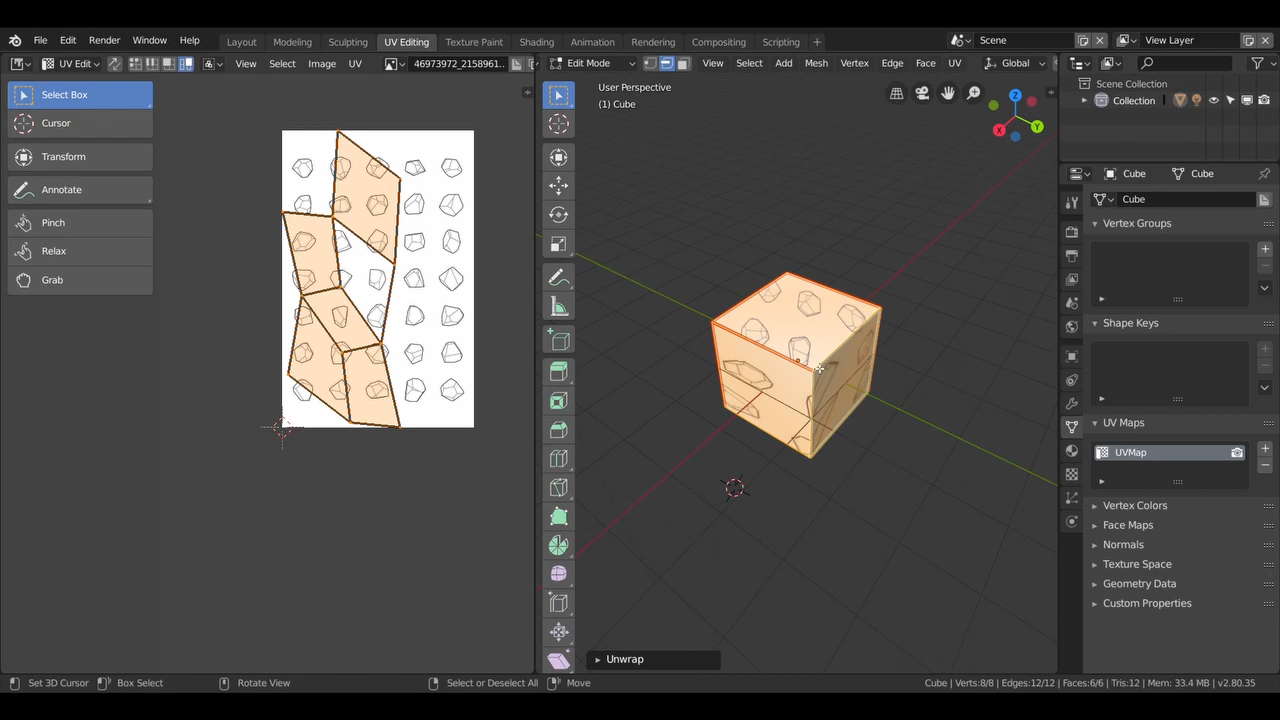 File Edit Render Window Help Layout Modeling Sculpting UV Editing Texture Paint Shading Animation Rendering Compositing Scripting + Scene View Layer
UV Edit View Select Image UV 46973972_2158961.. Edit Mode View Select Add Mesh Vertex Edge Face UV Global
Select Box
Cursor
Transform
Annotate
Pinch
Relax
Grab
User Perspective
(1) Cube
Z
Y
X
Scene Collection
Collection
Cube Cube
Cube
Vertex Groups
Shape Keys
UV Maps
UVMap
Vertex Colors
Face Maps
Normals
Texture Space
Geometry Data
Custom Properties
Unwrap
Set 3D Cursor Box Select Rotate View Select or Deselect All Move Cube | Verts:8/8 | Edges:12/12 | Faces:6/6 | Tris:12 | Mem: 33.4 MB | v2.80.35